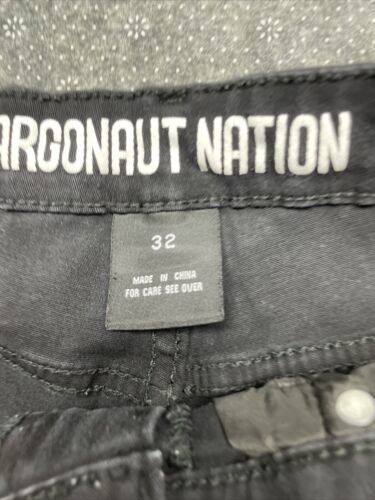 ARGONAUT NATION
32
MADE IN CHINA
FOR CARE SEE OVER